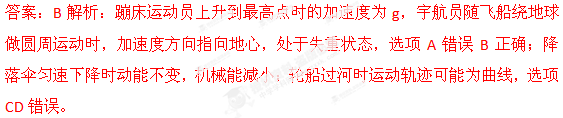 答案：B 解析：蹦床运动员上升到最高点时的加速度为 g，宇航员随飞船绕地球
做圆周运动时，加速度方向指向地心，处于失重状态，选项 A 错误 B 正确；降
落伞匀速下降时动能不变，机械能减小；轮船过河时运动轨迹可能为曲线，选项
CD 错误。